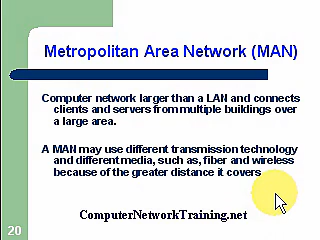 Metropolitan Area Network (MAN)
Computer network larger than a LAN and connects
clients and servers from multiple buildings over
a large area.
A MAN may use different transmission technology
and different media, such as, fiber and wireless
because of the greater distance it covers
ComputerNetworkTraining.net
20